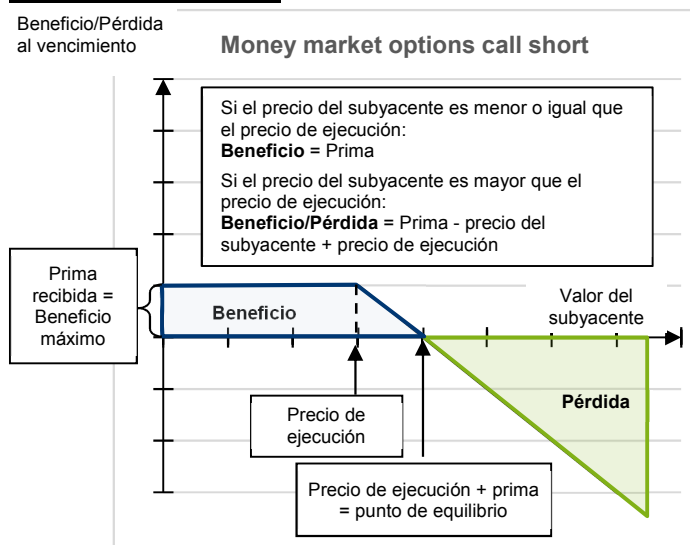 Beneficio/Pérdida
al vencimiento
Money market options call short
Si el precio del subyacente es menor o igual que
el precio de ejecución:
Beneficio = Prima
Si el precio del subyacente es mayor que el
precio de ejecución:
Beneficio/Pérdida = Prima - precio del
subyacente + precio de ejecución
Prima
recibida =
Beneficio
máximo
Beneficio
Valor del
subyacente
Pérdida
Precio de
ejecución
Precio de ejecución + prima
= punto de equilibrio